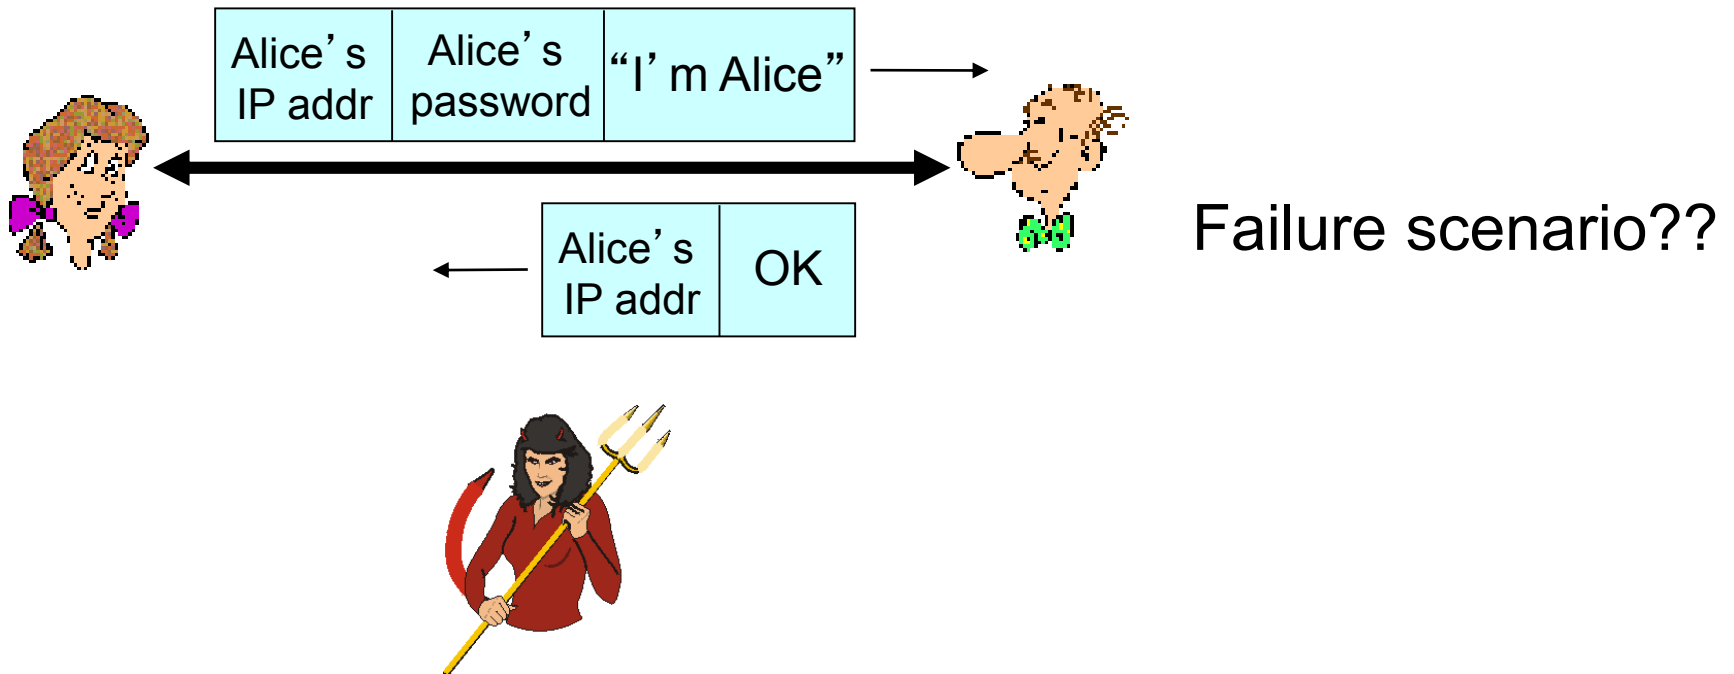 Alice’s
IP addr
Alice’s
password
“I’m Alice”
Alice’s
IP addr
OK
Failure scenario??